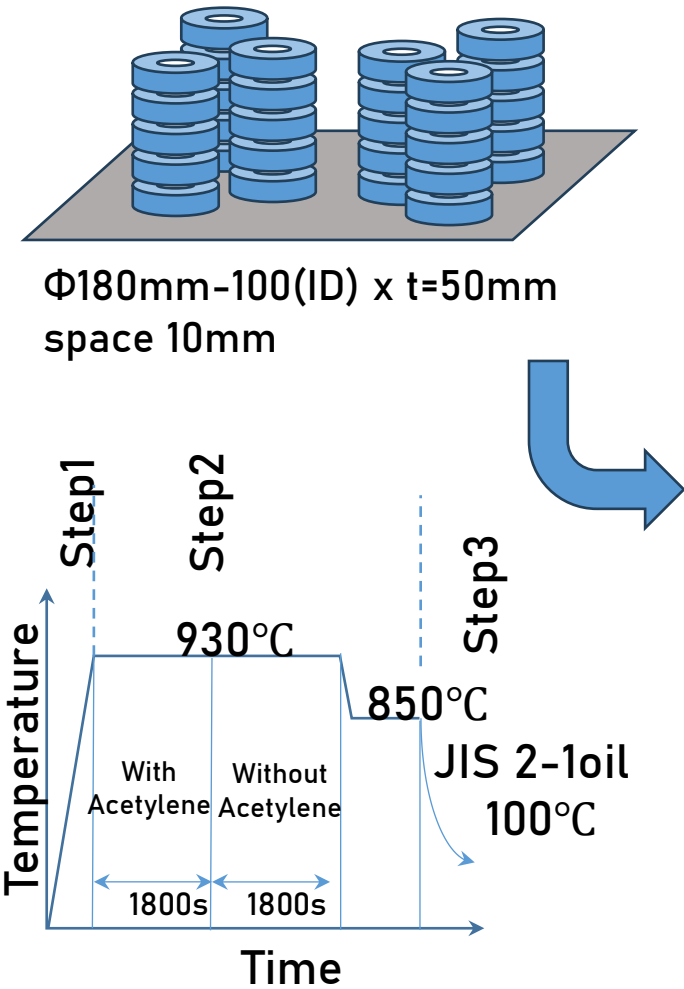 Φ180mm-100(ID) x t=50mm
space 10mm
Step1
Step2
Step3
930℃
850℃
Temperature
With
Acetylene
Without
Acetylene
JIS 2-1oil
100℃
1800s
1800s
Time